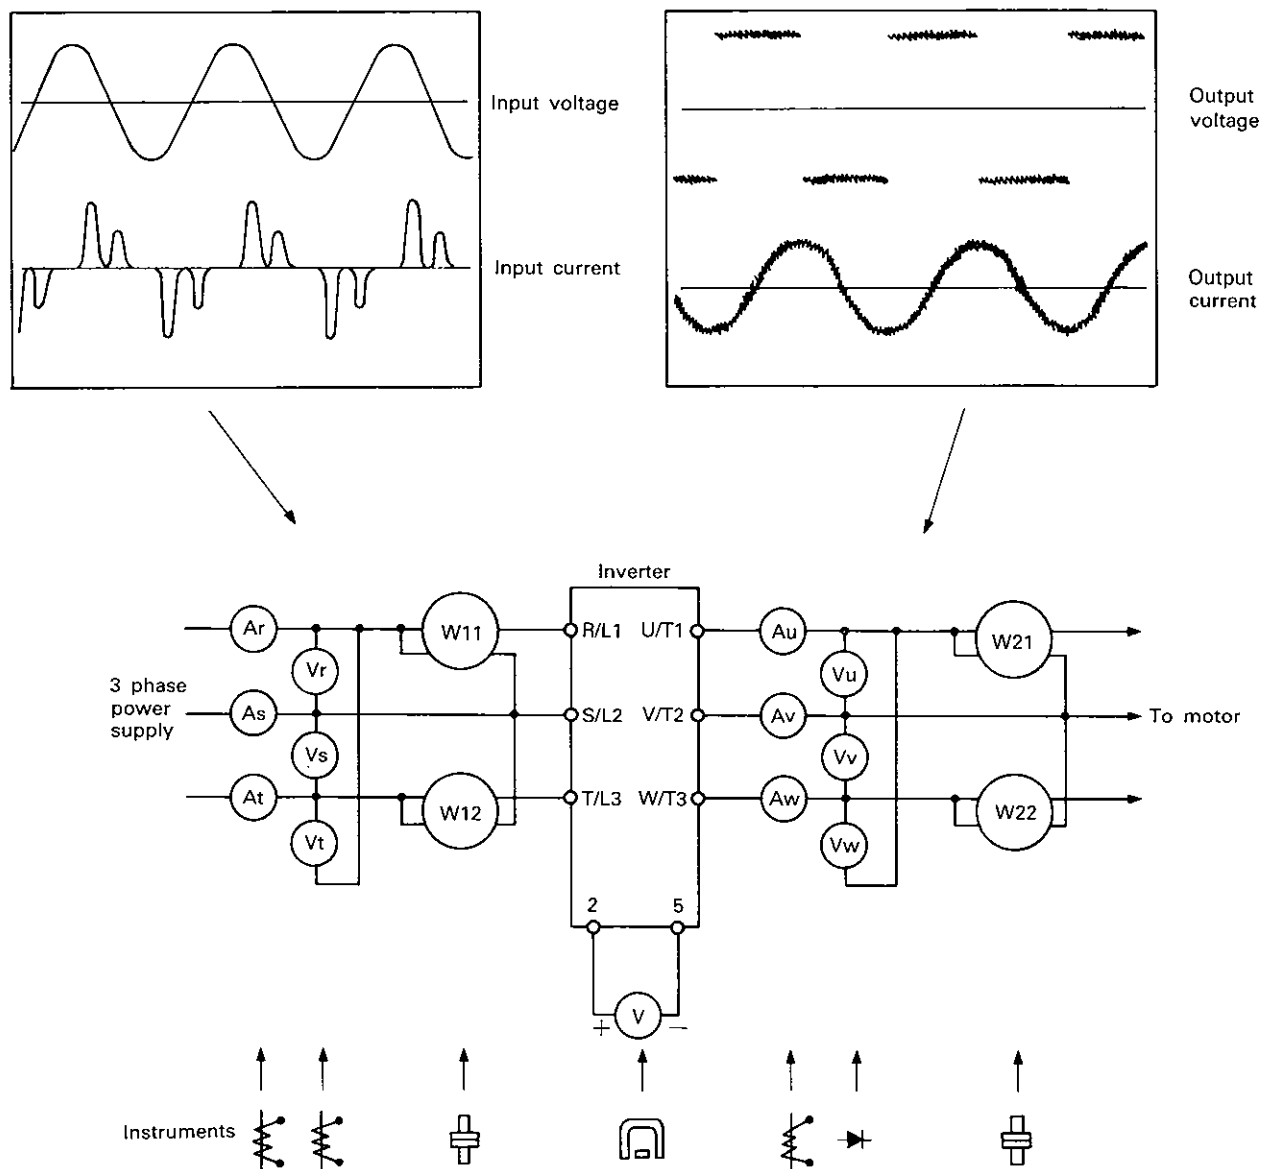 Input voltage
Input current
Output
voltage
Output
current
Inverter
Ar
W11
R/L1 U/T1
Au
W21
Vr
Vu
3 phase
power
supply
As
S/L2 V/T2
Av
To motor
Vs
Vv
At
W12
T/L3 W/T3
Aw
W22
Vt
Vw
2 5
+ V −
Instruments